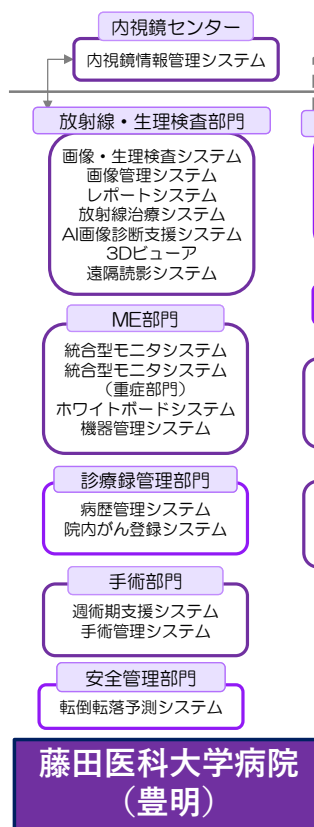 内視鏡センター
内視鏡情報管理システム
放射線・生理検査部門
画像・生理検査システム
画像管理システム
レポートシステム
放射線治療システム
AI画像診断支援システム
3Dビューア
遠隔読影システム
ME部門
統合型モニタシステム
統合型モニタシステム
（重症部門）
ホワイトボードシステム
機器管理システム
診療録管理部門
病歴管理システム
院内がん登録システム
手術部門
週術期支援システム
手術管理システム
安全管理部門
転倒転落予測システム
藤田医科大学病院
（豊明）